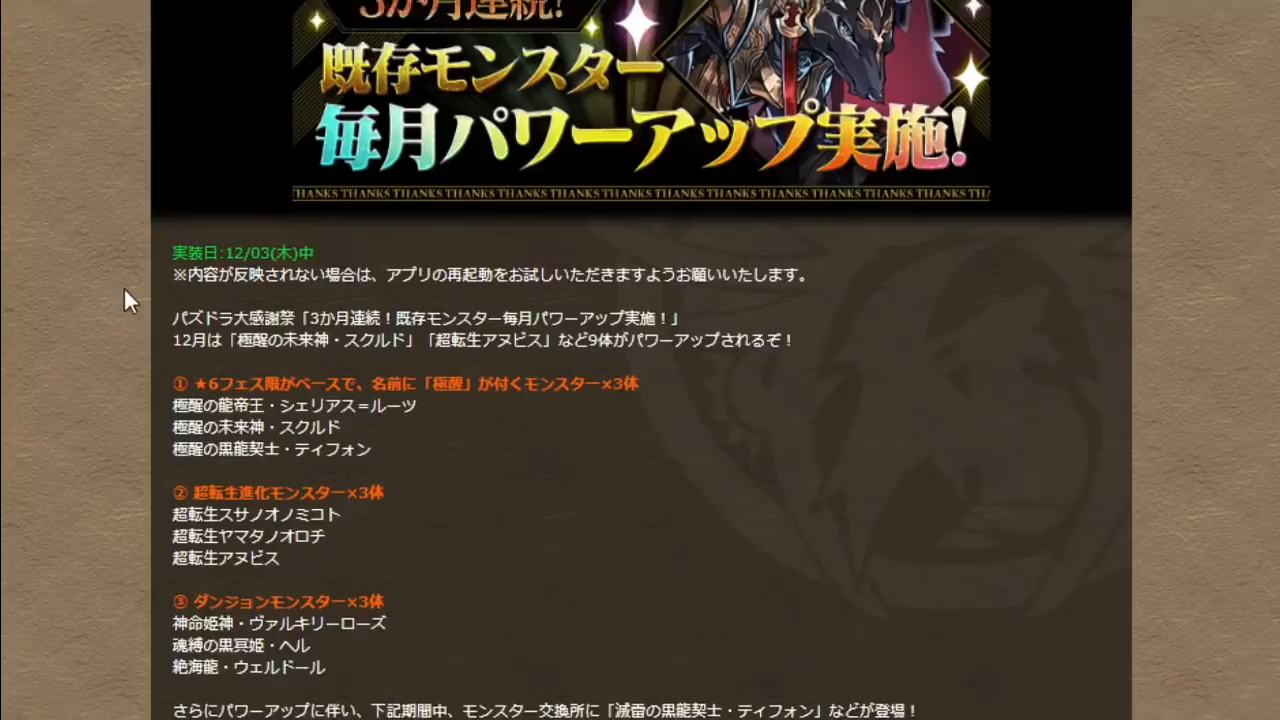 3か月連続!
既存モンスター
毎月パワーアップ実施!
THANKS THANKS THANKS THANKS THANKS THANKS THANKS THANKS THANKS THANKS THANKS THANKS THANKS TH
実装日:12/03(木)中
※内容が反映されない場合は、アプリの再起動をお試しいただきますようお願いいたします。
パズドラ大感謝祭「3か月連続！既存モンスター毎月パワーアップ実施！」
12月は「極醒の未来神・スクルド」「超転生アヌビス」など9体がパワーアップされるぞ！
① ★6フェス限がベースで、名前に「極醒」が付くモンスター×3体
極醒の龍帝王・シェリアス＝ルーツ
極醒の未来神・スクルド
極醒の黒龍契士・ティフォン
② 超転生進化モンスター×3体
超転生スサノオノミコト
超転生ヤマタノオロチ
超転生アヌビス
③ ダンジョンモンスター×3体
神命姫神・ヴァルキリーローズ
魂縛の黒冥姫・ヘル
絶海龍・ウェルドール
さらにパワーアップに伴い、下記期間中、モンスター交換所に「滅雷の黒龍契士・ティフォン」などが登場！